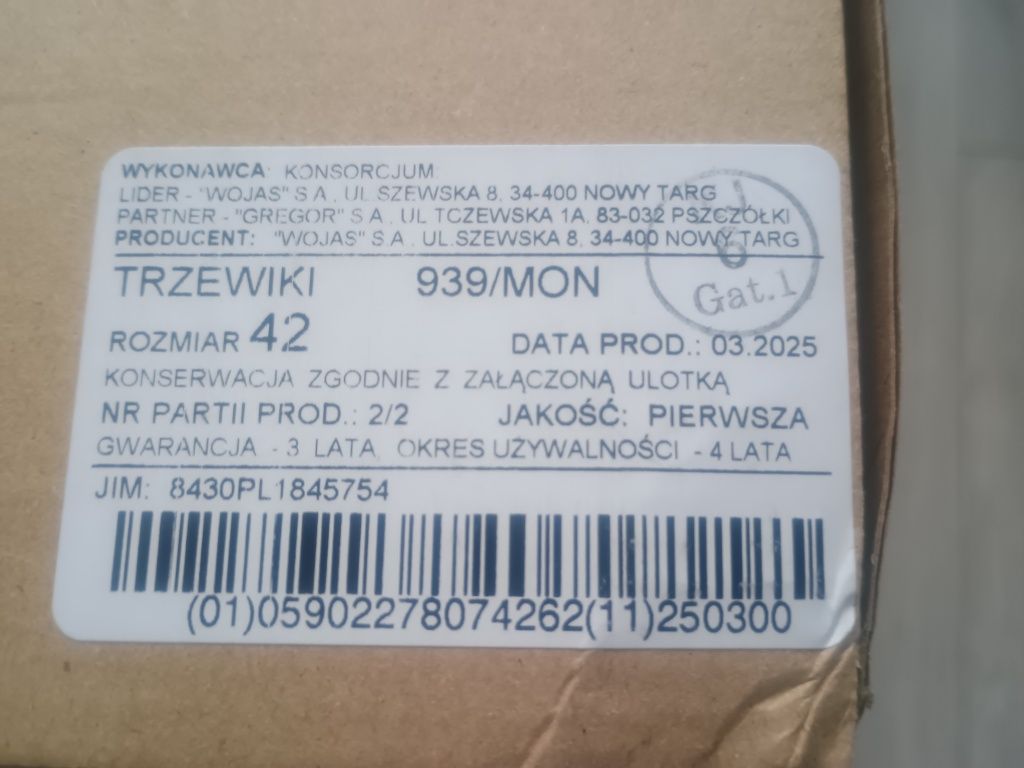 WYKONAWCA: KONSORCJUM:
LIDER - "WOJAS" S.A., UL.SZEWSKA 8, 34-400 NOWY TARG
PARTNER - "GREGOR" S.A., UL. TCZEWSKA 1A, 83-032 PSZCZÓŁKI
PRODUCENT: "WOJAS" S.A., UL.SZEWSKA 8, 34-400 NOWY TARG
6
Gat.1
TRZEWIKI 939/MON
ROZMIAR 42 DATA PROD.: 03.2025
KONSERWACJA ZGODNIE Z ZAŁĄCZONĄ ULOTKĄ
NR PARTII PROD.: 2/2 JAKOŚĆ: PIERWSZA
GWARANCJA - 3 LATA, OKRES UŻYWALNOŚCI - 4 LATA
JIM: 8430PL1845754
(01)05902278074262(11)250300